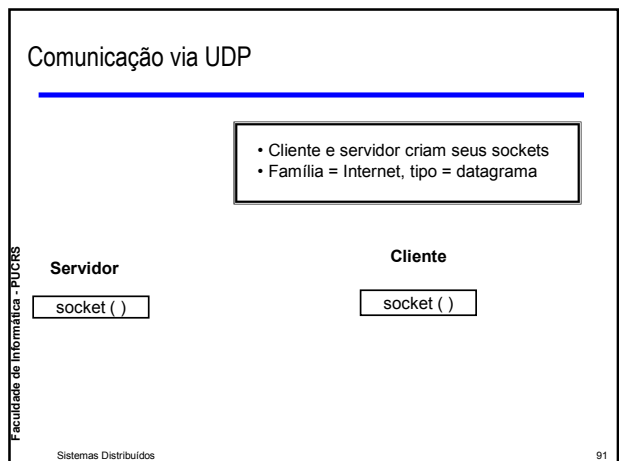 Comunicação via UDP
• Cliente e servidor criam seus sockets
• Família = Internet, tipo = datagrama
Servidor
Cliente
socket ( )
socket ( )
Faculdade de Informática - PUCRS
Sistemas Distribuídos
91